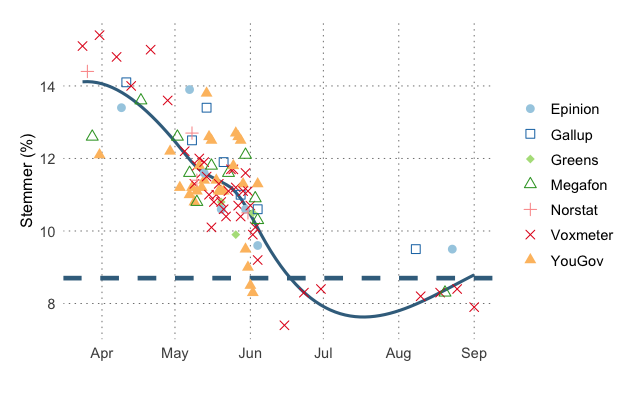 Stemmer (%)
14
12
10
8
Apr May Jun Jul Aug Sep
Epinion
Gallup
Greens
Megafon
Norstat
Voxmeter
YouGov